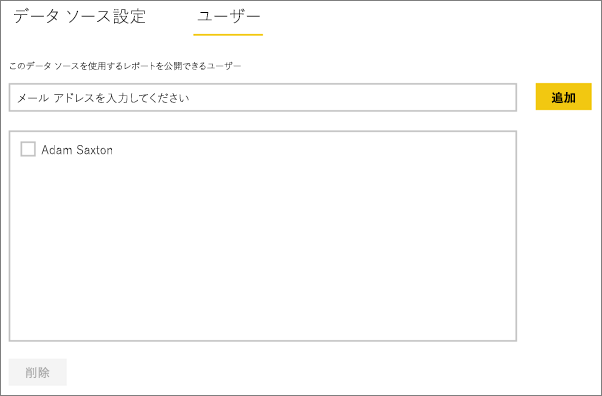 データ ソース設定 ユーザー
このデータ ソースを使用するレポートを公開できるユーザー
メール アドレスを入力してください 追加
Adam Saxton
削除